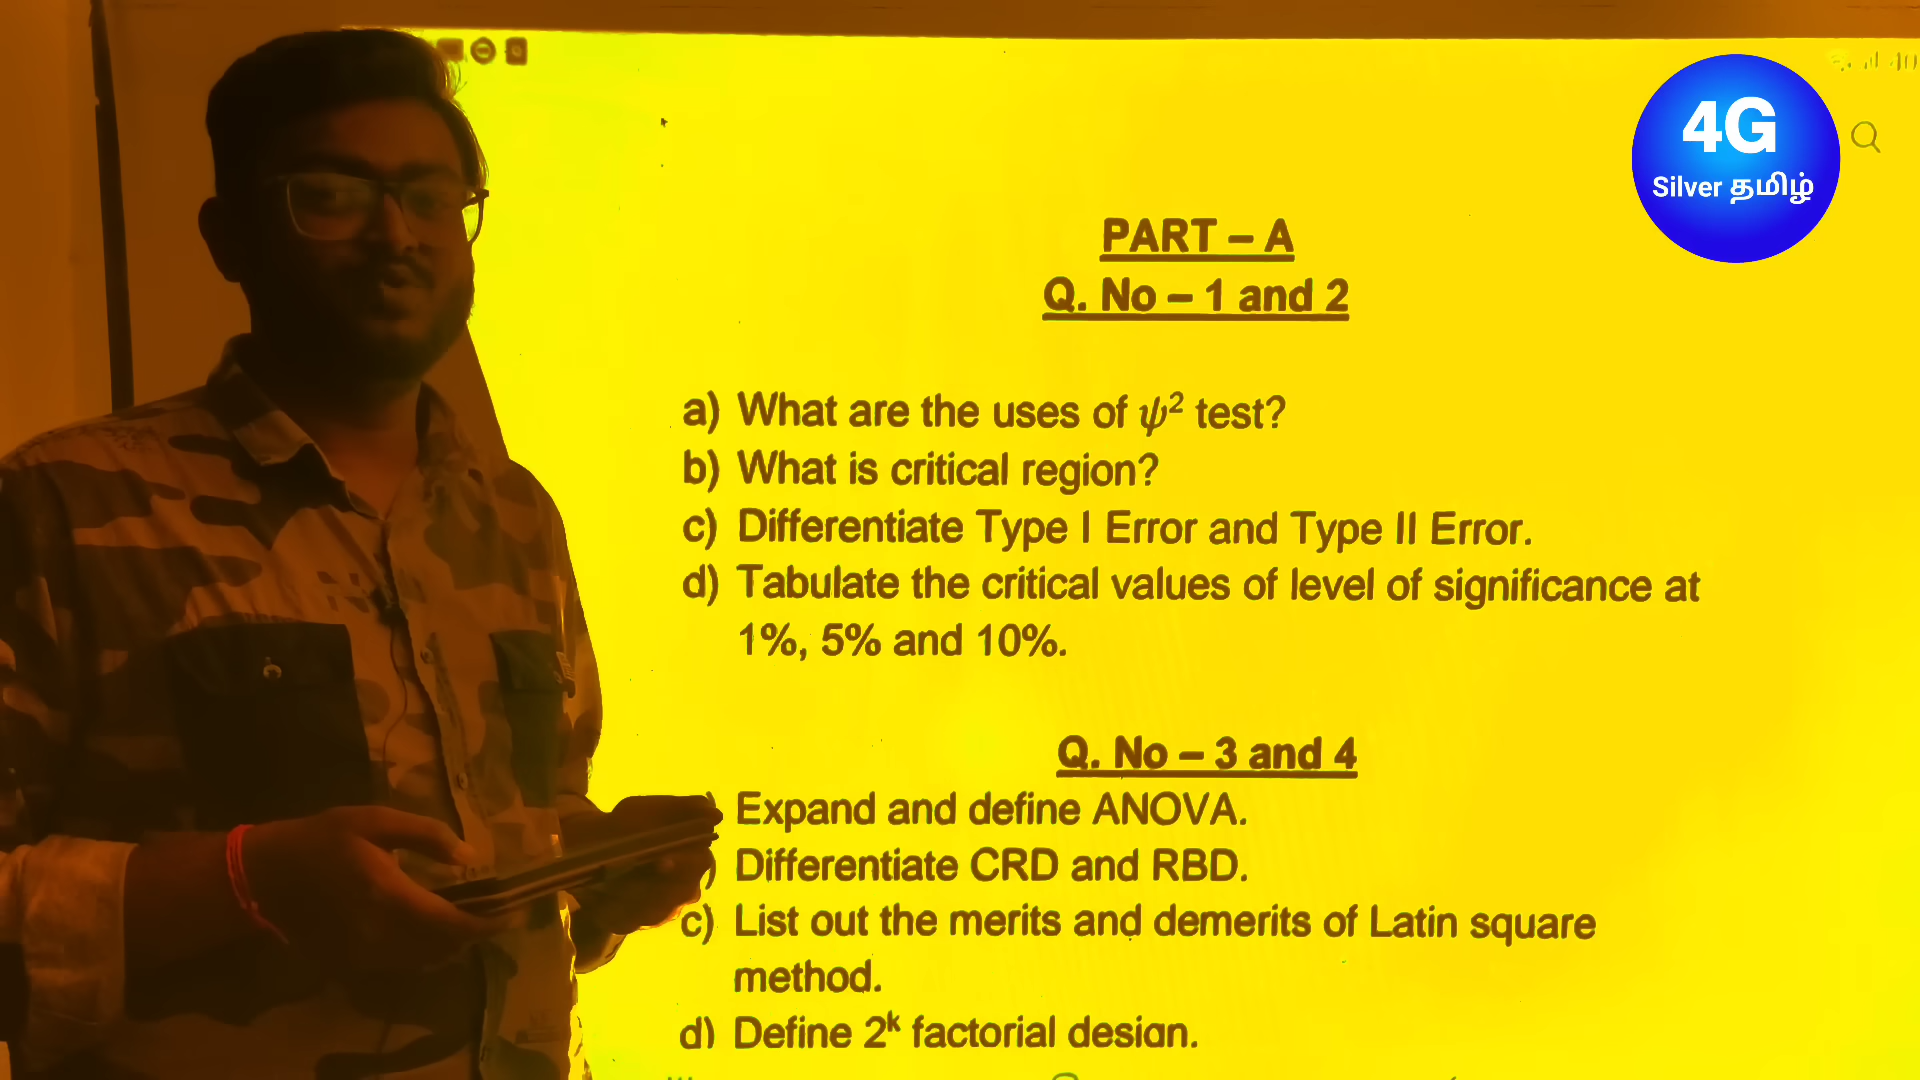 4G
Silver தமிழ்
PART – A
Q. No – 1 and 2
a) What are the uses of ψ² test?
b) What is critical region?
c) Differentiate Type I Error and Type II Error.
d) Tabulate the critical values of level of significance at
1%, 5% and 10%.
Q. No – 3 and 4
) Expand and define ANOVA.
) Differentiate CRD and RBD.
c) List out the merits and demerits of Latin square
method.
d) Define 2ᵏ factorial design.